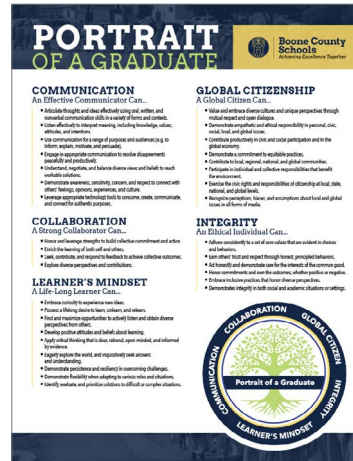 PORTRAIT
OF A GRADUATE
Boone County
Schools
Achieving Excellence Together
COMMUNICATION
An Effective Communicator Can...
• Articulate thoughts and ideas effectively using oral, written, and
nonverbal communication skills in a variety of forms and contexts.
• Listen effectively to interpret meaning, including knowledge, values,
attitudes, and intentions.
• Use communication for a range of purposes and audiences (e.g. to
inform, explain, motivate, and persuade).
• Engage in appropriate communication to resolve disagreements
peacefully and productively.
• Understand, negotiate, and balance diverse views and beliefs to reach
workable solutions.
• Demonstrate awareness, sensitivity, concern, and respect to connect with
others' feelings, opinions, experiences, and culture.
• Leverage appropriate technology tools to consume, create, communicate,
and connect for authentic purposes.
COLLABORATION
A Strong Collaborator Can...
• Honor and leverage strengths to build collective commitment and action.
• Enrich the learning of both self and others.
• Seek, contribute, and respond to feedback to achieve collective outcomes.
• Explore diverse perspectives and contributions.
LEARNER'S MINDSET
A Life-Long Learner Can...
• Embrace curiosity to experience new ideas.
• Possess a lifelong desire to learn, unlearn, and relearn.
• Find and maximize opportunities to actively listen and obtain diverse
perspectives from others.
• Develop positive attitudes and beliefs about learning.
• Apply critical thinking that is clear, rational, open minded, and informed
by evidence.
• Eagerly explore the world, and inquisitively seek answers
and understanding.
• Demonstrate persistence and resiliency in overcoming challenges.
• Demonstrate flexibility when adapting to various roles and situations.
• Identify, evaluate, and prioritize solutions to difficult or complex situations.
GLOBAL CITIZENSHIP
A Global Citizen Can...
• Value and embrace diverse cultures and unique perspectives through
mutual respect and open dialogue.
• Demonstrate empathetic and ethical responsibility in personal, civic,
social, local, and global issues.
• Contribute productively in civic and social participation and in the
global economy.
• Demonstrate a commitment to equitable practices.
• Contribute to local, regional, national, and global communities.
• Participate in individual and collective responsibilities that benefit
the environment.
• Exercise the civic rights and responsibilities of citizenship at local, state,
national, and global levels.
• Recognize perceptions, biases, and assumptions about local and global
issues in all forms of media.
INTEGRITY
An Ethical Individual Can...
• Adhere consistently to a set of core values that are evident in choices
and behaviors.
• Earn others' trust and respect through honest, principled behaviors.
• Act honestly and demonstrate care for the interests of the common good.
• Honor commitments and own the outcomes, whether positive or negative.
• Embrace inclusive practices that honor diverse perspectives.
• Demonstrates integrity in both social and academic situations or settings.
COMMUNICATION
COLLABORATION
GLOBAL CITIZEN
INTEGRITY
LEARNER'S MINDSET
Portrait of a Graduate